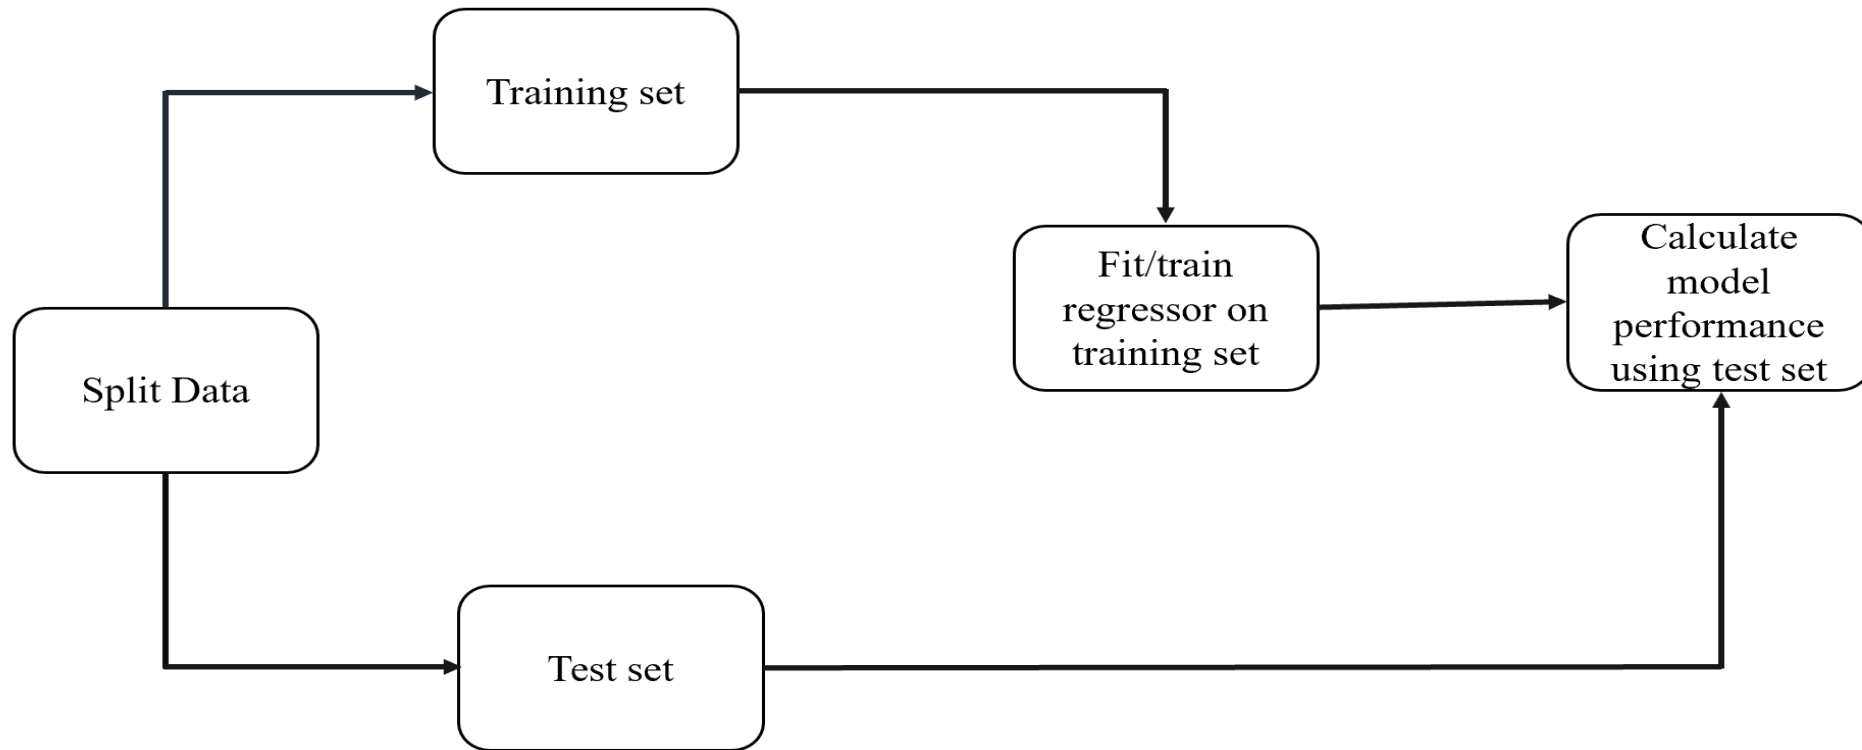 Training set
Split Data
Test set
Fit/train
regressor on
training set
Calculate
model
performance
using test set